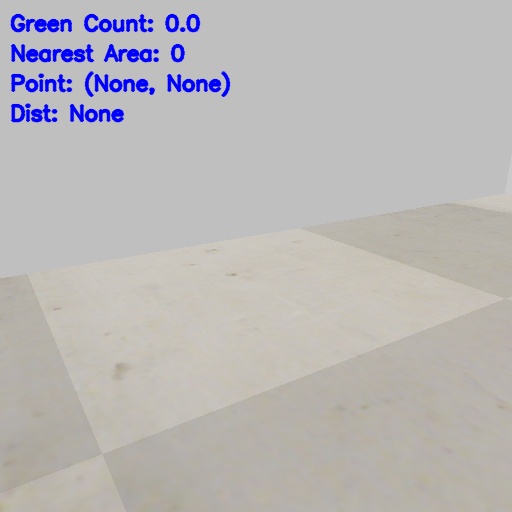 Green Count: 0.0
Nearest Area: 0
Point: (None, None)
Dist: None